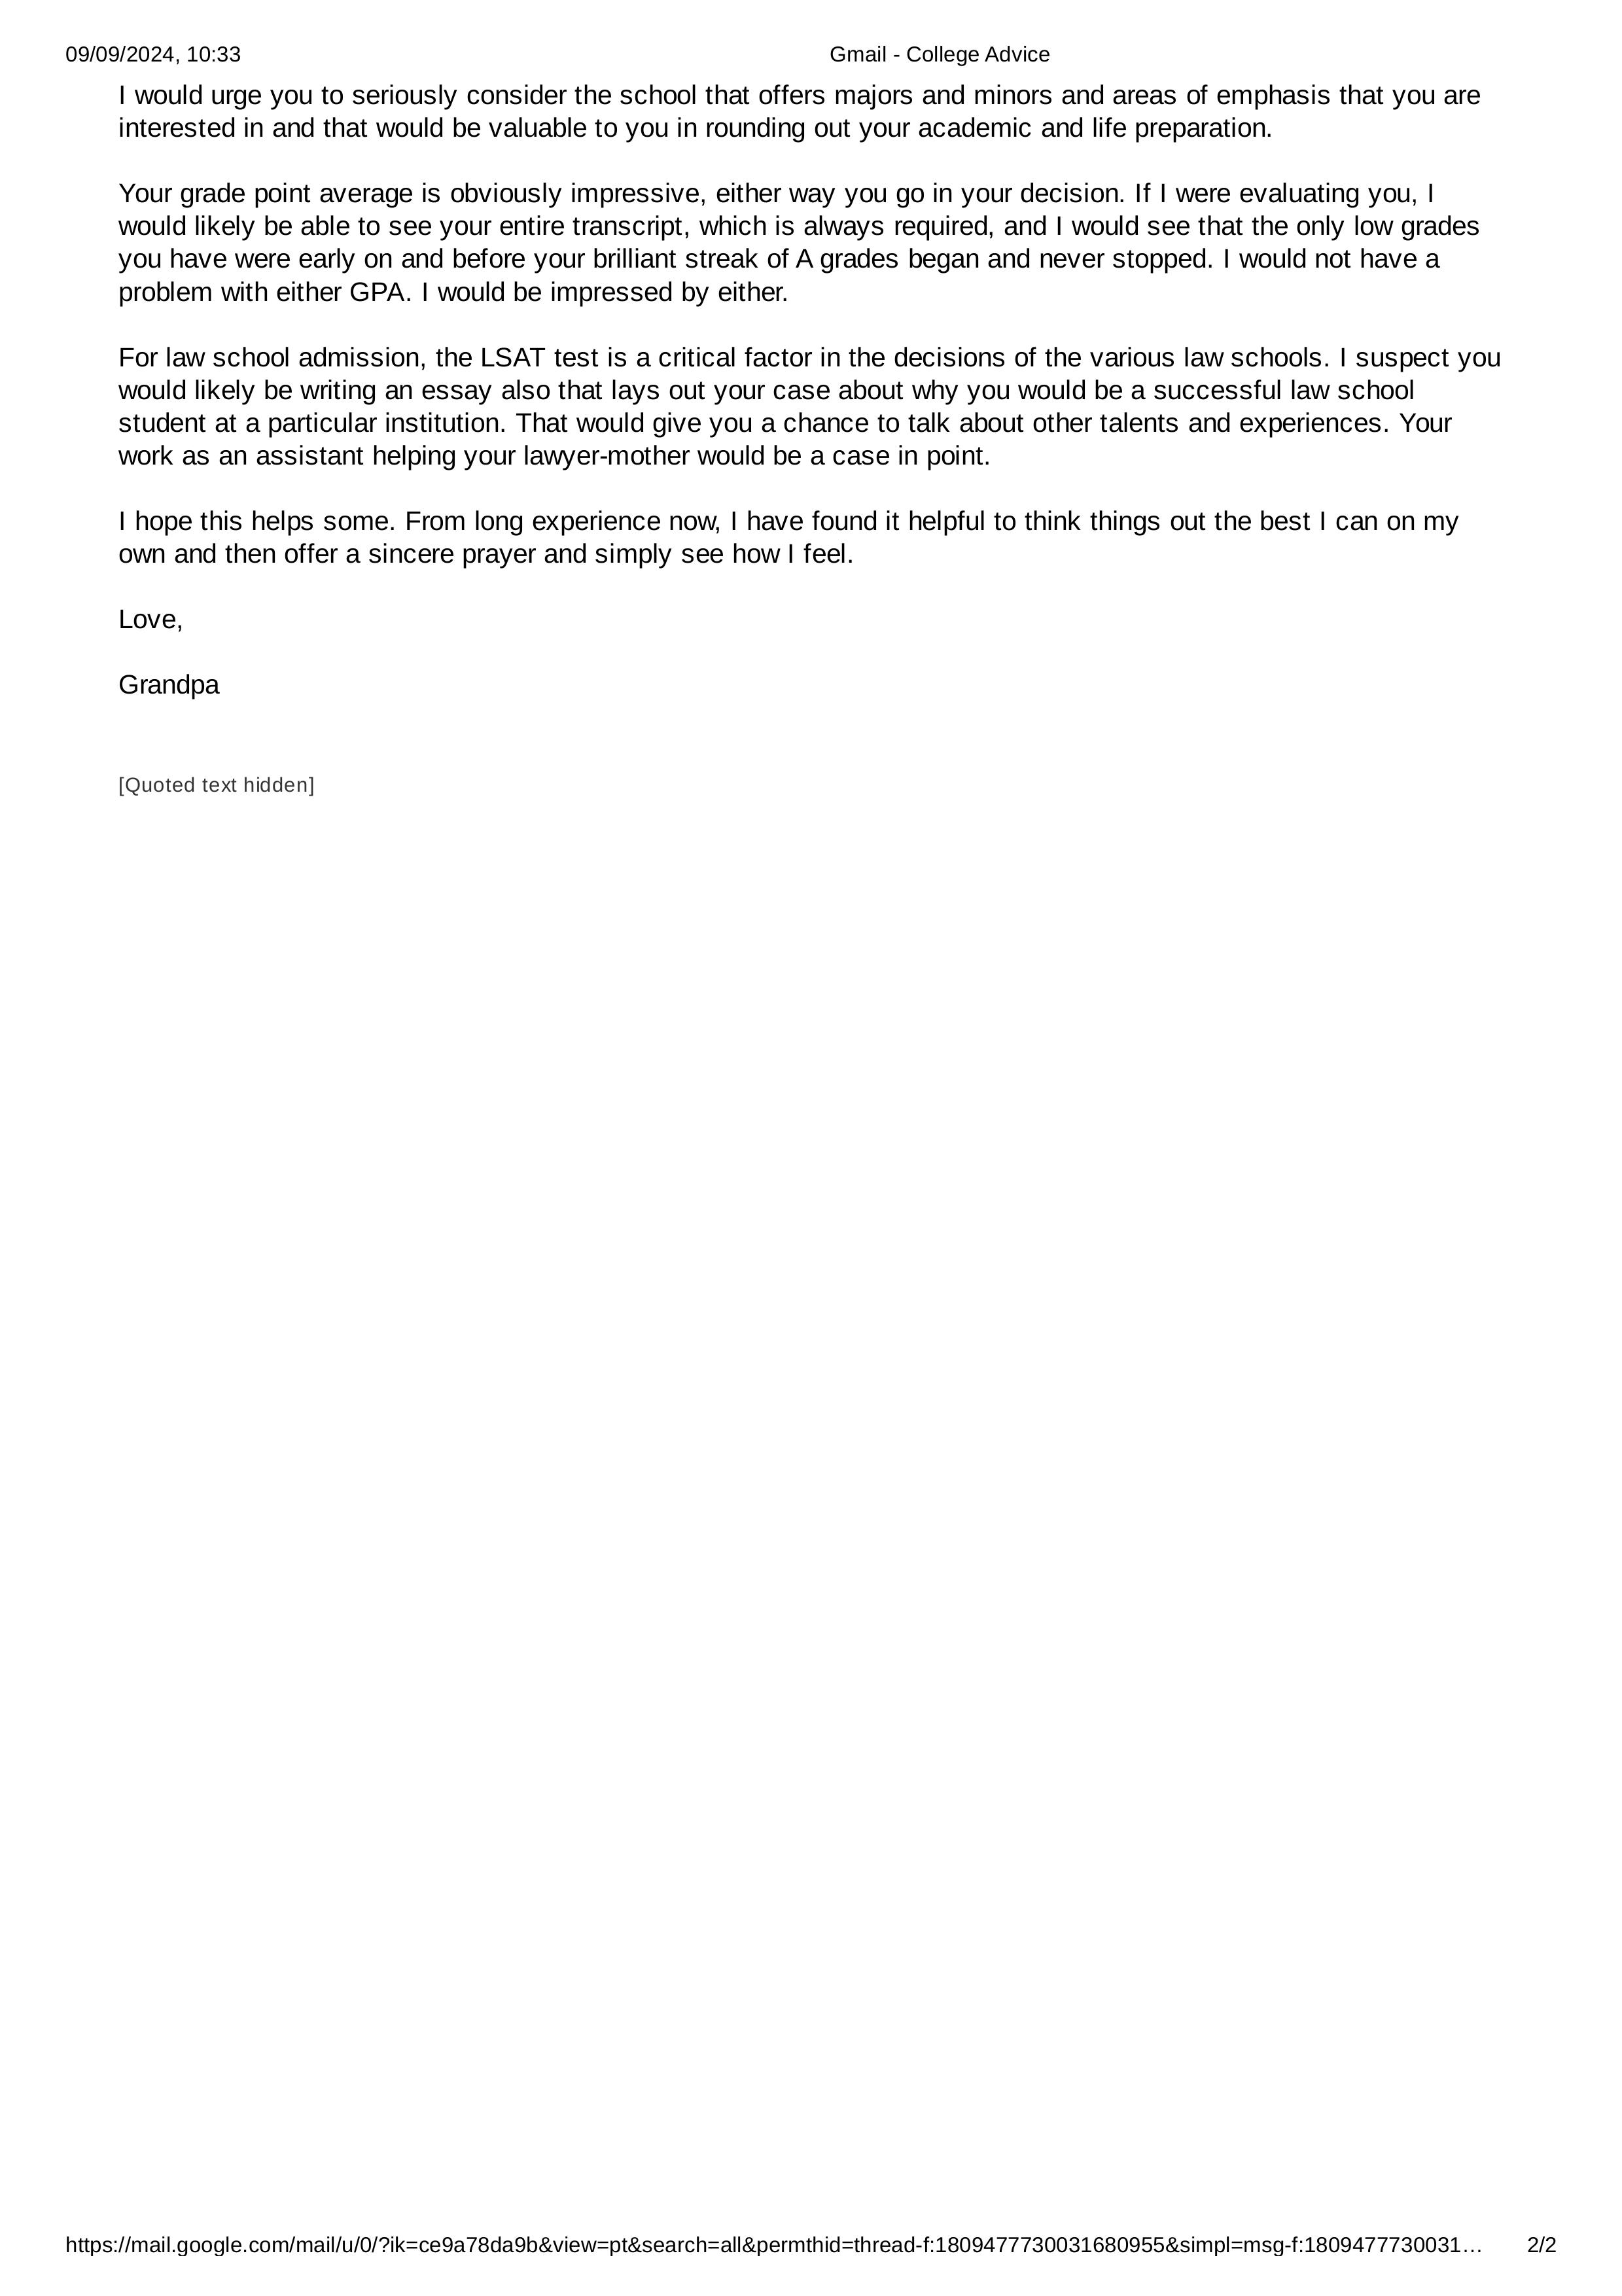 09/09/2024, 10:33 Gmail - College Advice
I would urge you to seriously consider the school that offers majors and minors and areas of emphasis that you are
interested in and that would be valuable to you in rounding out your academic and life preparation.
Your grade point average is obviously impressive, either way you go in your decision. If I were evaluating you, I
would likely be able to see your entire transcript, which is always required, and I would see that the only low grades
you have were early on and before your brilliant streak of A grades began and never stopped. I would not have a
problem with either GPA. I would be impressed by either.
For law school admission, the LSAT test is a critical factor in the decisions of the various law schools. I suspect you
would likely be writing an essay also that lays out your case about why you would be a successful law school
student at a particular institution. That would give you a chance to talk about other talents and experiences. Your
work as an assistant helping your lawyer-mother would be a case in point.
I hope this helps some. From long experience now, I have found it helpful to think things out the best I can on my
own and then offer a sincere prayer and simply see how I feel.
Love,
Grandpa
[Quoted text hidden]
https://mail.google.com/mail/u/0/?ik=ce9a78da9b&view=pt&search=all&permthid=thread-f:1809477730031680955&simpl=msg-f:1809477730031… 2/2